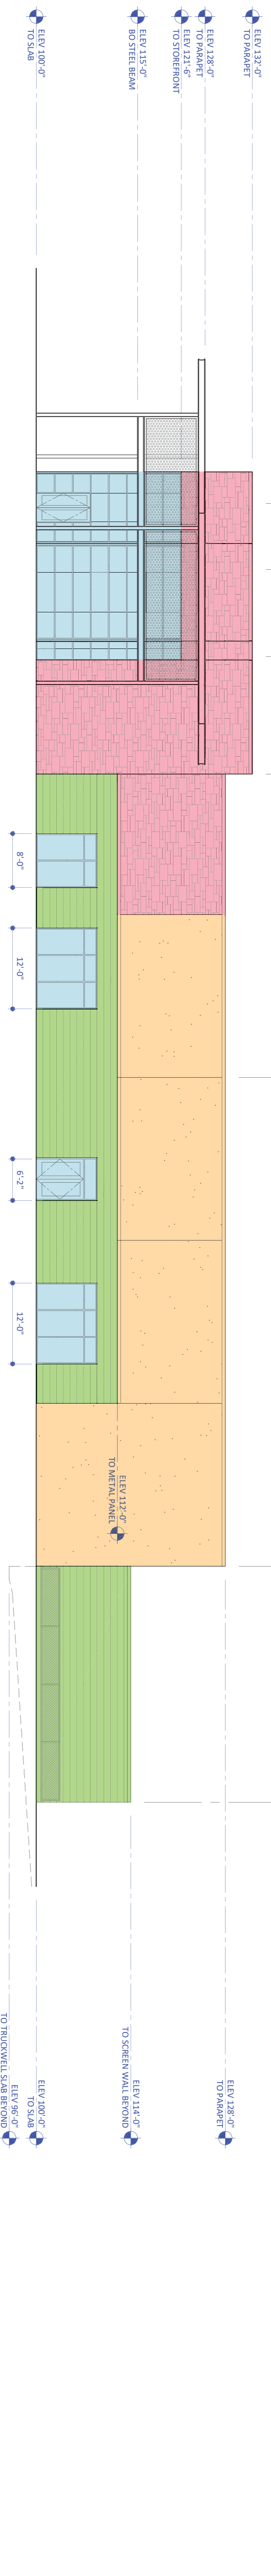 ELEV 132'-0"
TO PARAPET
ELEV 128'-0"
TO PARAPET
ELEV 121'-6"
TO STOREFRONT
ELEV 115'-0"
BO STEEL BEAM
ELEV 100'-0"
TO SLAB
8'-0"
12'-0"
6'-2"
12'-0"
ELEV 112'-0"
TO METAL PANEL
ELEV 128'-0"
TO PARAPET
ELEV 114'-0"
TO SCREEN WALL BEYOND
ELEV 100'-0"
TO SLAB
ELEV 96'-0"
TO TRUCKWELL SLAB BEYOND